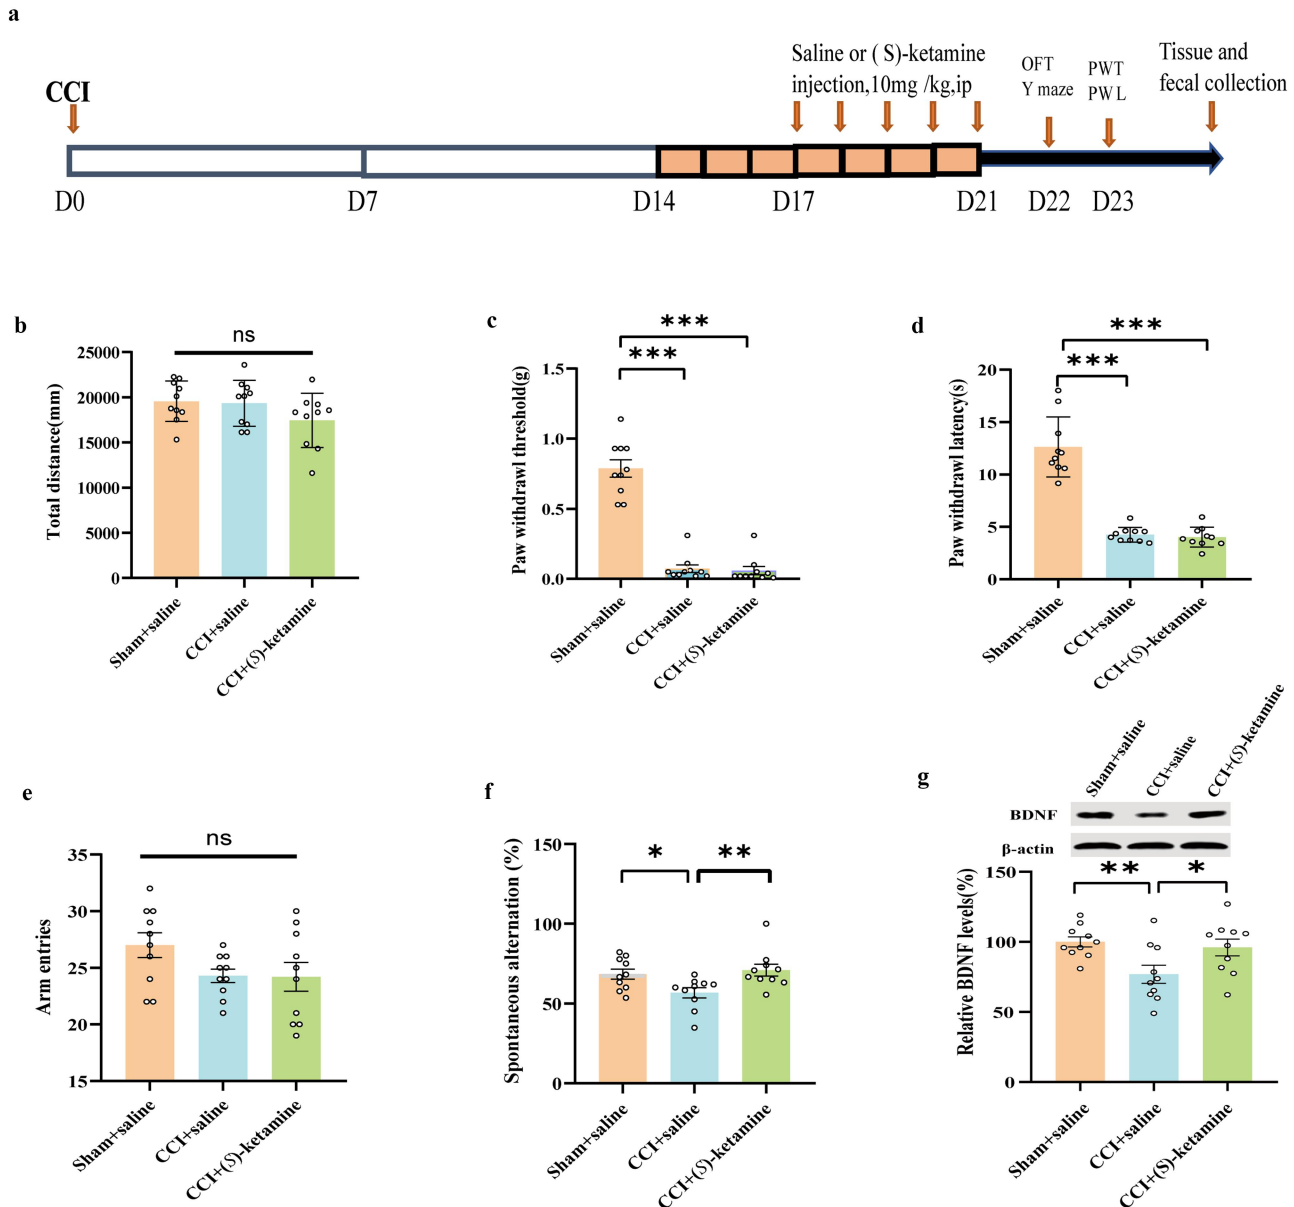 a
CCI
Saline or ( S)-ketamine
injection,10mg /kg,ip
OFT
Y maze
PWT
PWL
Tissue and
fecal collection
D0
D7
D14
D17
D21
D22
D23
b
ns
Total distance(mm)
25000
20000
15000
10000
5000
0
Sham+saline
CCI+saline
CCI+(S)-ketamine
c
***
***
Paw withdrawl threshold(g)
1.5
1.0
0.5
0.0
Sham+saline
CCI+saline
CCI+(S)-ketamine
d
***
***
Paw withdrawl latency(s)
20
15
10
5
0
Sham+saline
CCI+saline
CCI+(S)-ketamine
e
ns
Arm entries
35
30
25
20
15
Sham+saline
CCI+saline
CCI+(S)-ketamine
f
*
**
Spontaneous alternation (%)
150
100
50
0
Sham+saline
CCI+saline
CCI+(S)-ketamine
g
Sham+saline
CCI+saline
CCI+(S)-ketamine
BDNF
β-actin
**
*
Relative BDNF levels(%)
150
100
50
0
Sham+saline
CCI+saline
CCI+(S)-ketamine